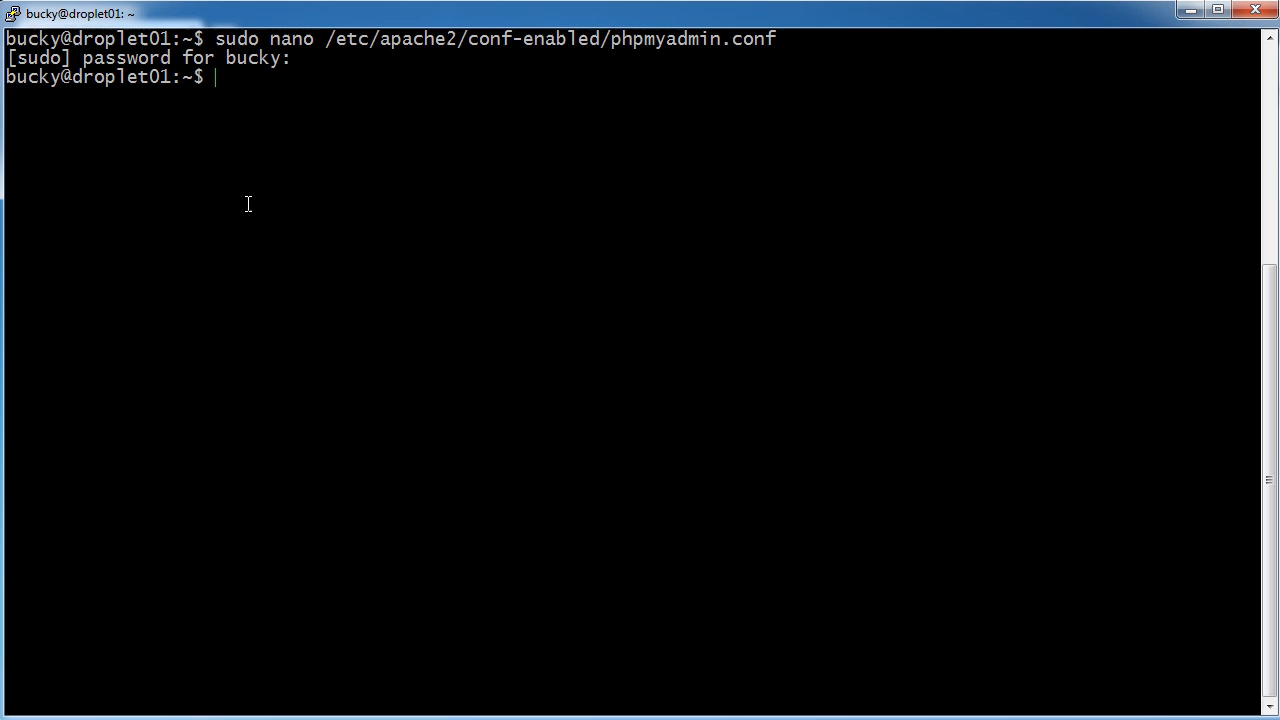 bucky@droplet01: ~
bucky@droplet01:~$ sudo nano /etc/apache2/conf-enabled/phpmyadmin.conf
[sudo] password for bucky:
bucky@droplet01:~$